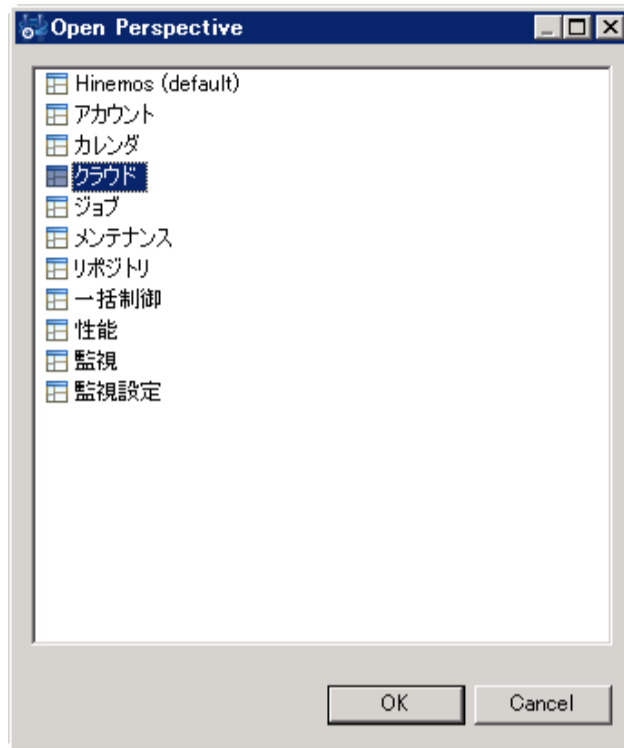 Open Perspective
Hinemos (default)
アカウント
カレンダ
クラウド
ジョブ
メンテナンス
リポジトリ
一括制御
性能
監視
監視設定
OK
Cancel